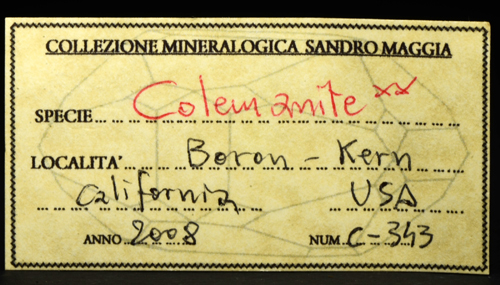 COLLEZIONE MINERALOGICA SANDRO MAGGIA
SPECIE Colemanite xx
LOCALITA' Boron - Kern
California USA
ANNO 2008 NUM. C-343